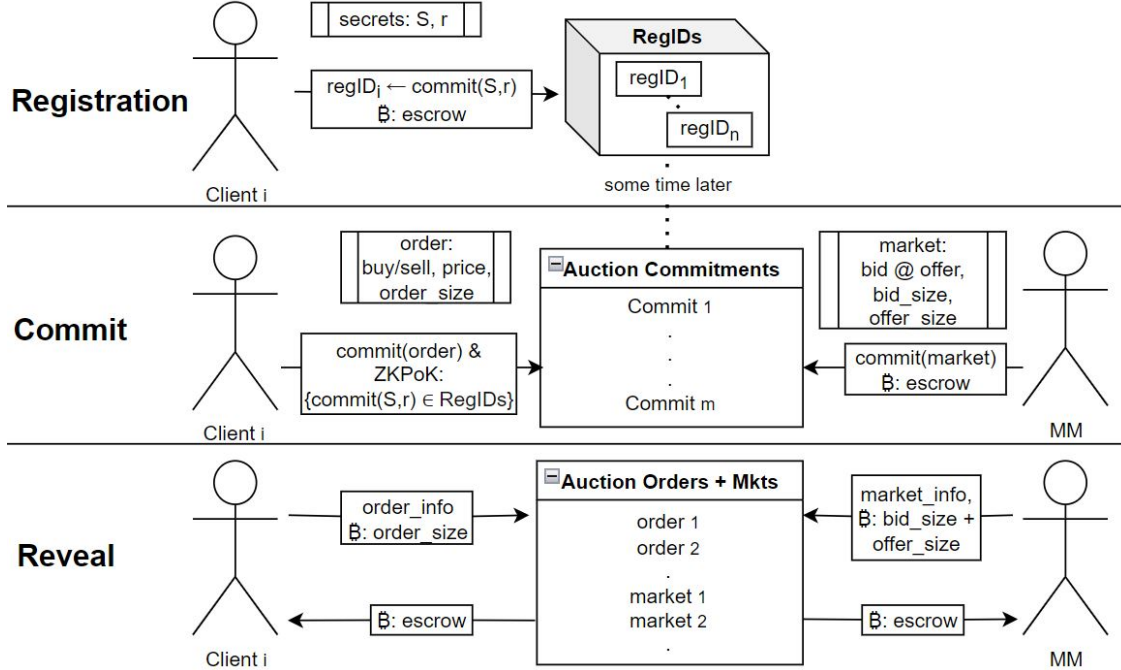 secrets: S, r
RegIDs
regID₁
regIDₙ
Registration
regIDᵢ ← commit(S,r)
₿: escrow
Client i
some time later
order:
buy/sell, price,
order_size
Auction Commitments
market:
bid @ offer,
bid_size,
offer_size
Commit
Commit 1
.
.
.
Commit m
commit(order) &
ZKPoK:
{commit(S,r) ∈ RegIDs}
commit(market)
₿: escrow
Client i
MM
Auction Orders + Mkts
order_info
₿: order_size
market_info,
₿: bid_size +
offer_size
Reveal
order 1
order 2
.
market 1
market 2
.
₿: escrow
₿: escrow
Client i
MM